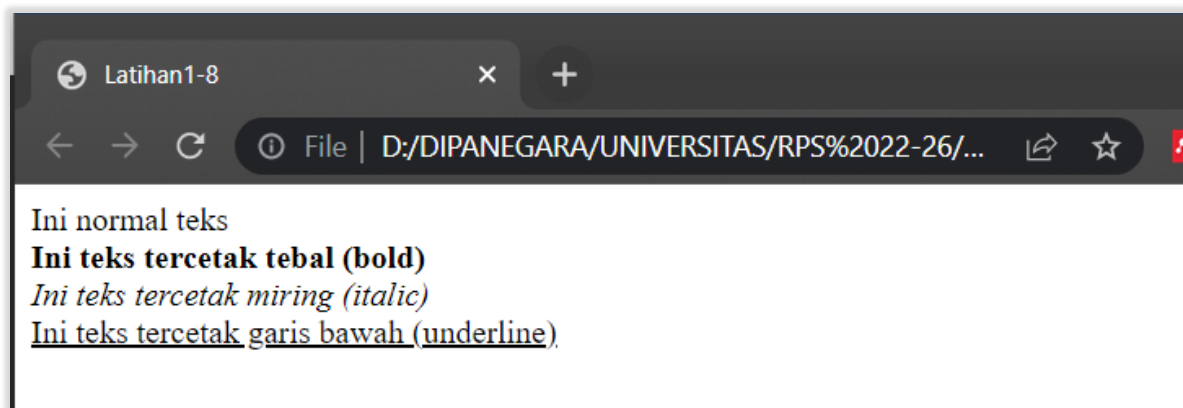 Latihan1-8
File | D:/DIPANEGARA/UNIVERSITAS/RPS%2022-26/...
Ini normal teks
Ini teks tercetak tebal (bold)
Ini teks tercetak miring (italic)
Ini teks tercetak garis bawah (underline)